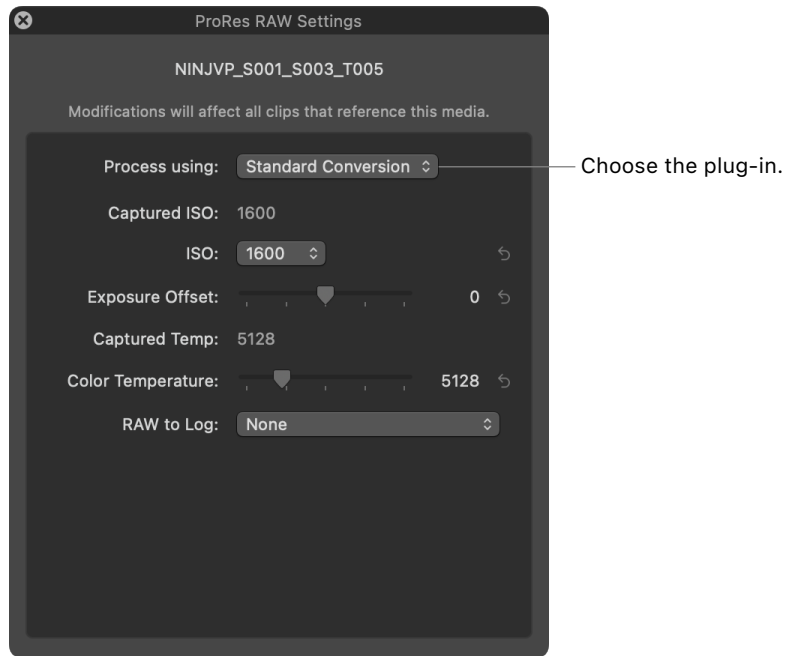 ProRes RAW Settings
NINJVP_S001_S003_T005
Modifications will affect all clips that reference this media.
Process using: Standard Conversion
Choose the plug-in.
Captured ISO: 1600
ISO: 1600
Exposure Offset: 0
Captured Temp: 5128
Color Temperature: 5128
RAW to Log: None